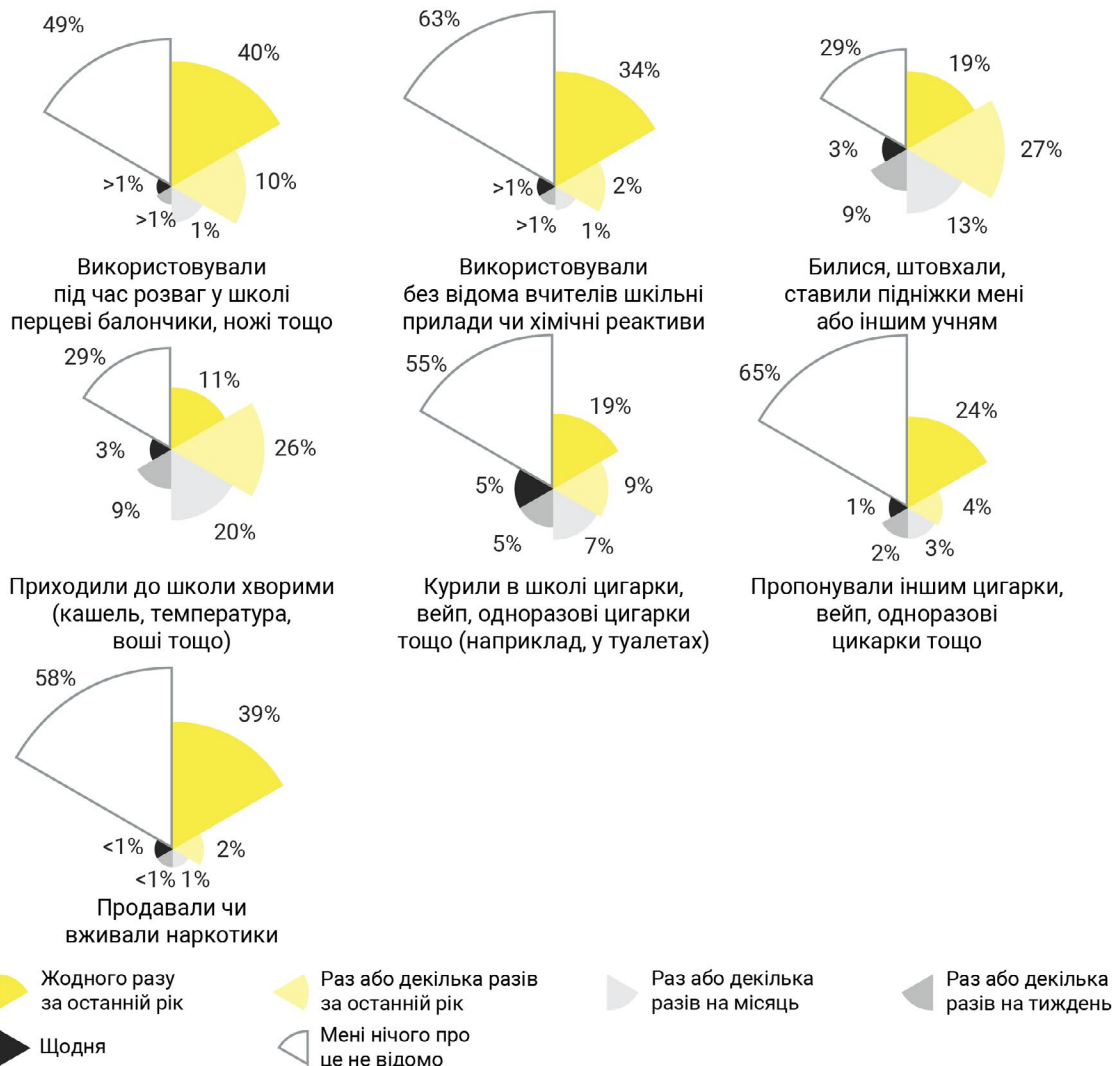 49%
40%
10%
1%
>1%
>1%
Використовували
під час розваг у школі
перцеві балончики, ножі тощо
63%
34%
2%
1%
>1%
>1%
Використовували
без відома вчителів шкільні
прилади чи хімічні реактиви
29%
19%
27%
13%
9%
3%
Билися, штовхали,
ставили підніжки мені
або іншим учням
29%
11%
26%
20%
9%
3%
Приходили до школи хворими
(кашель, температура,
воші тощо)
55%
19%
9%
7%
5%
5%
Курили в школі цигарки,
вейп, одноразові цигарки
тощо (наприклад, у туалетах)
65%
24%
4%
3%
2%
1%
Пропонували іншим цигарки,
вейп, одноразові
цикарки тощо
58%
39%
2%
1%
<1%
<1%
Продавали чи
вживали наркотики
Жодного разу
за останній рік
Раз або декілька разів
за останній рік
Раз або декілька
разів на місяць
Раз або декілька
разів на тиждень
Щодня
Мені нічого про
це не відомо